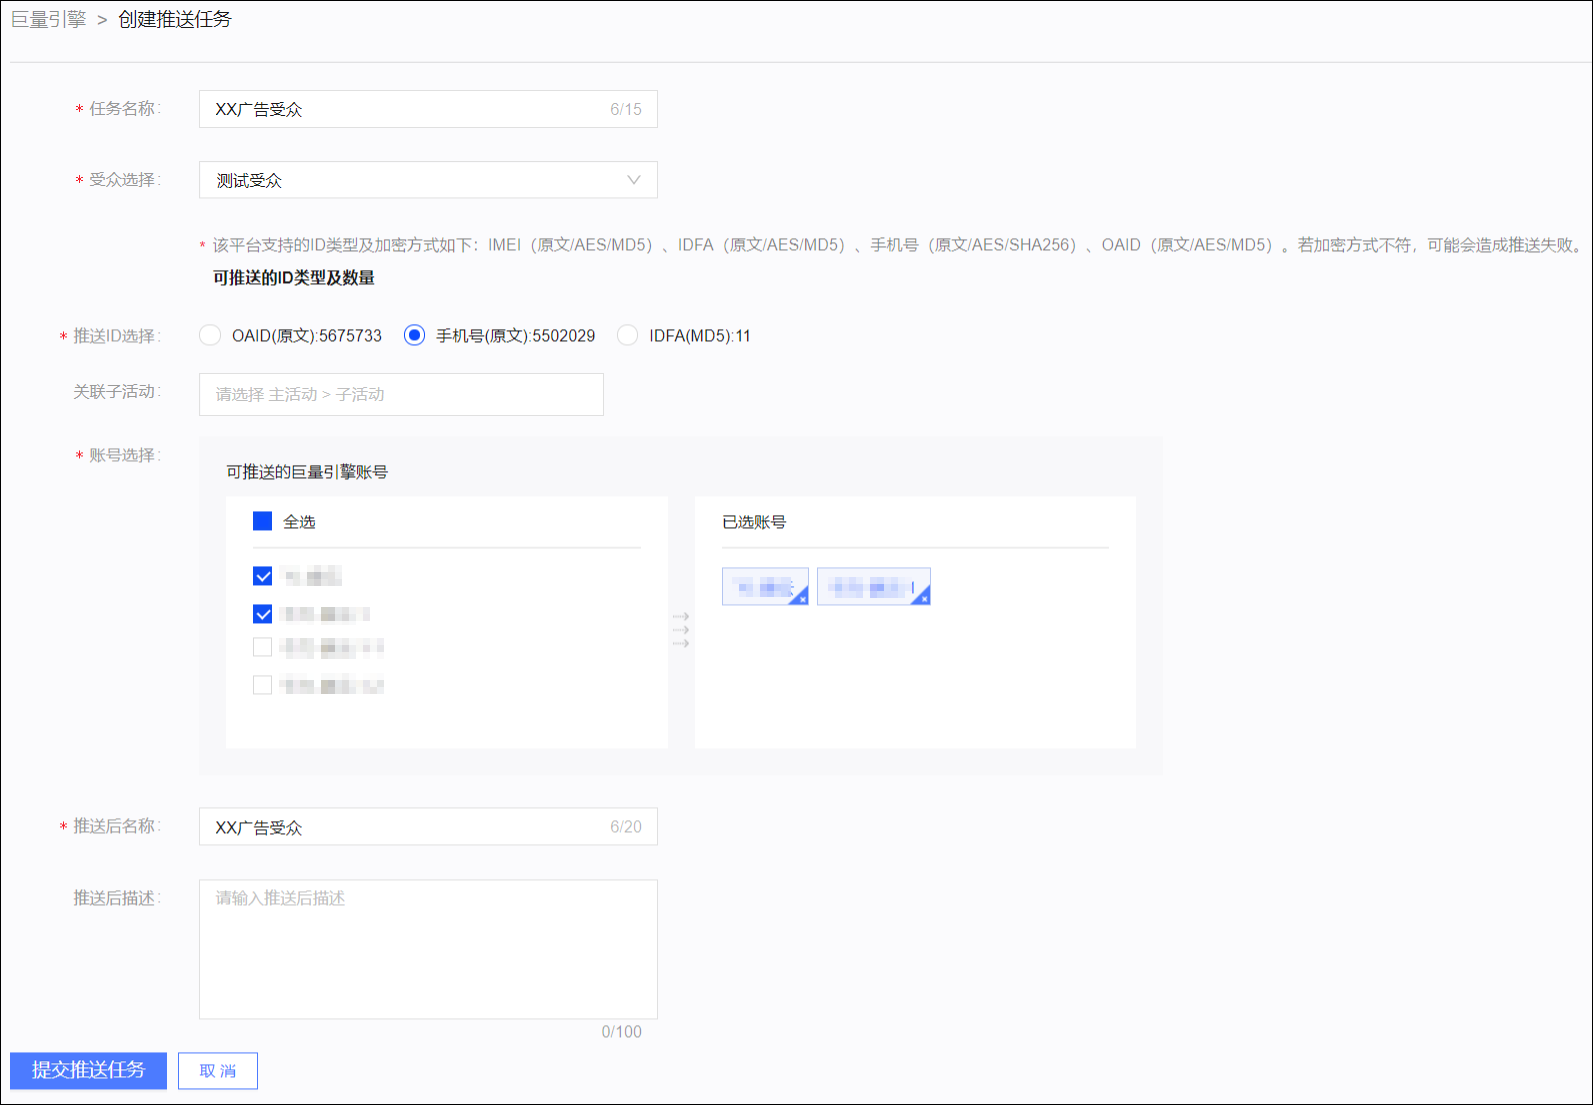 巨量引擎 > 创建推送任务
* 任务名称: XX广告受众 6/15
* 受众选择: 测试受众
* 该平台支持的ID类型及加密方式如下：IMEI（原文/AES/MD5）、IDFA（原文/AES/MD5）、手机号（原文/AES/SHA256）、OAID（原文/AES/MD5）。若加密方式不符，可能会造成推送失败。
可推送的ID类型及数量
* 推送ID选择: OAID(原文):5675733 手机号(原文):5502029 IDFA(MD5):11
关联子活动: 请选择 主活动 > 子活动
* 账号选择:
可推送的巨量引擎账号
全选
已选账号
* 推送后名称: XX广告受众 6/20
推送后描述: 请输入推送后描述
0/100
提交推送任务 取 消